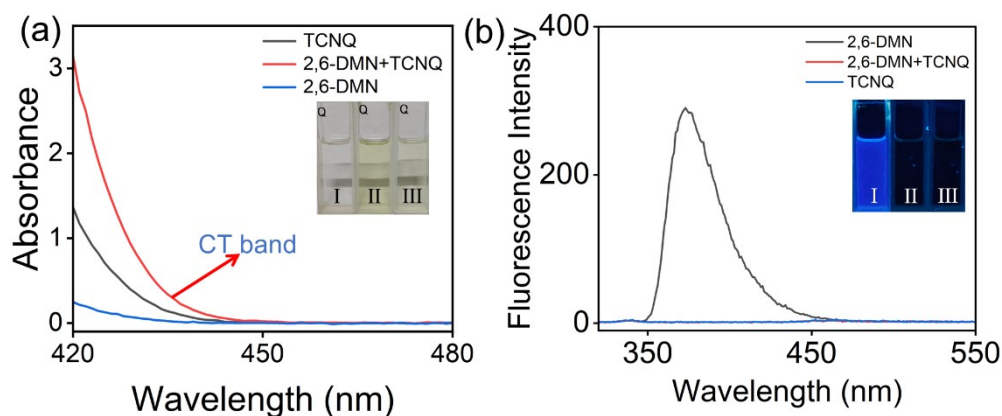 (a)
TCNQ
2,6-DMN+TCNQ
2,6-DMN
Q Q Q
I II III
CT band
Absorbance
3
2
1
0
420 450 480
Wavelength (nm)
(b)
2,6-DMN
2,6-DMN+TCNQ
TCNQ
I II III
Fluorescence Intensity
400
200
0
350 450 550
Wavelength (nm)